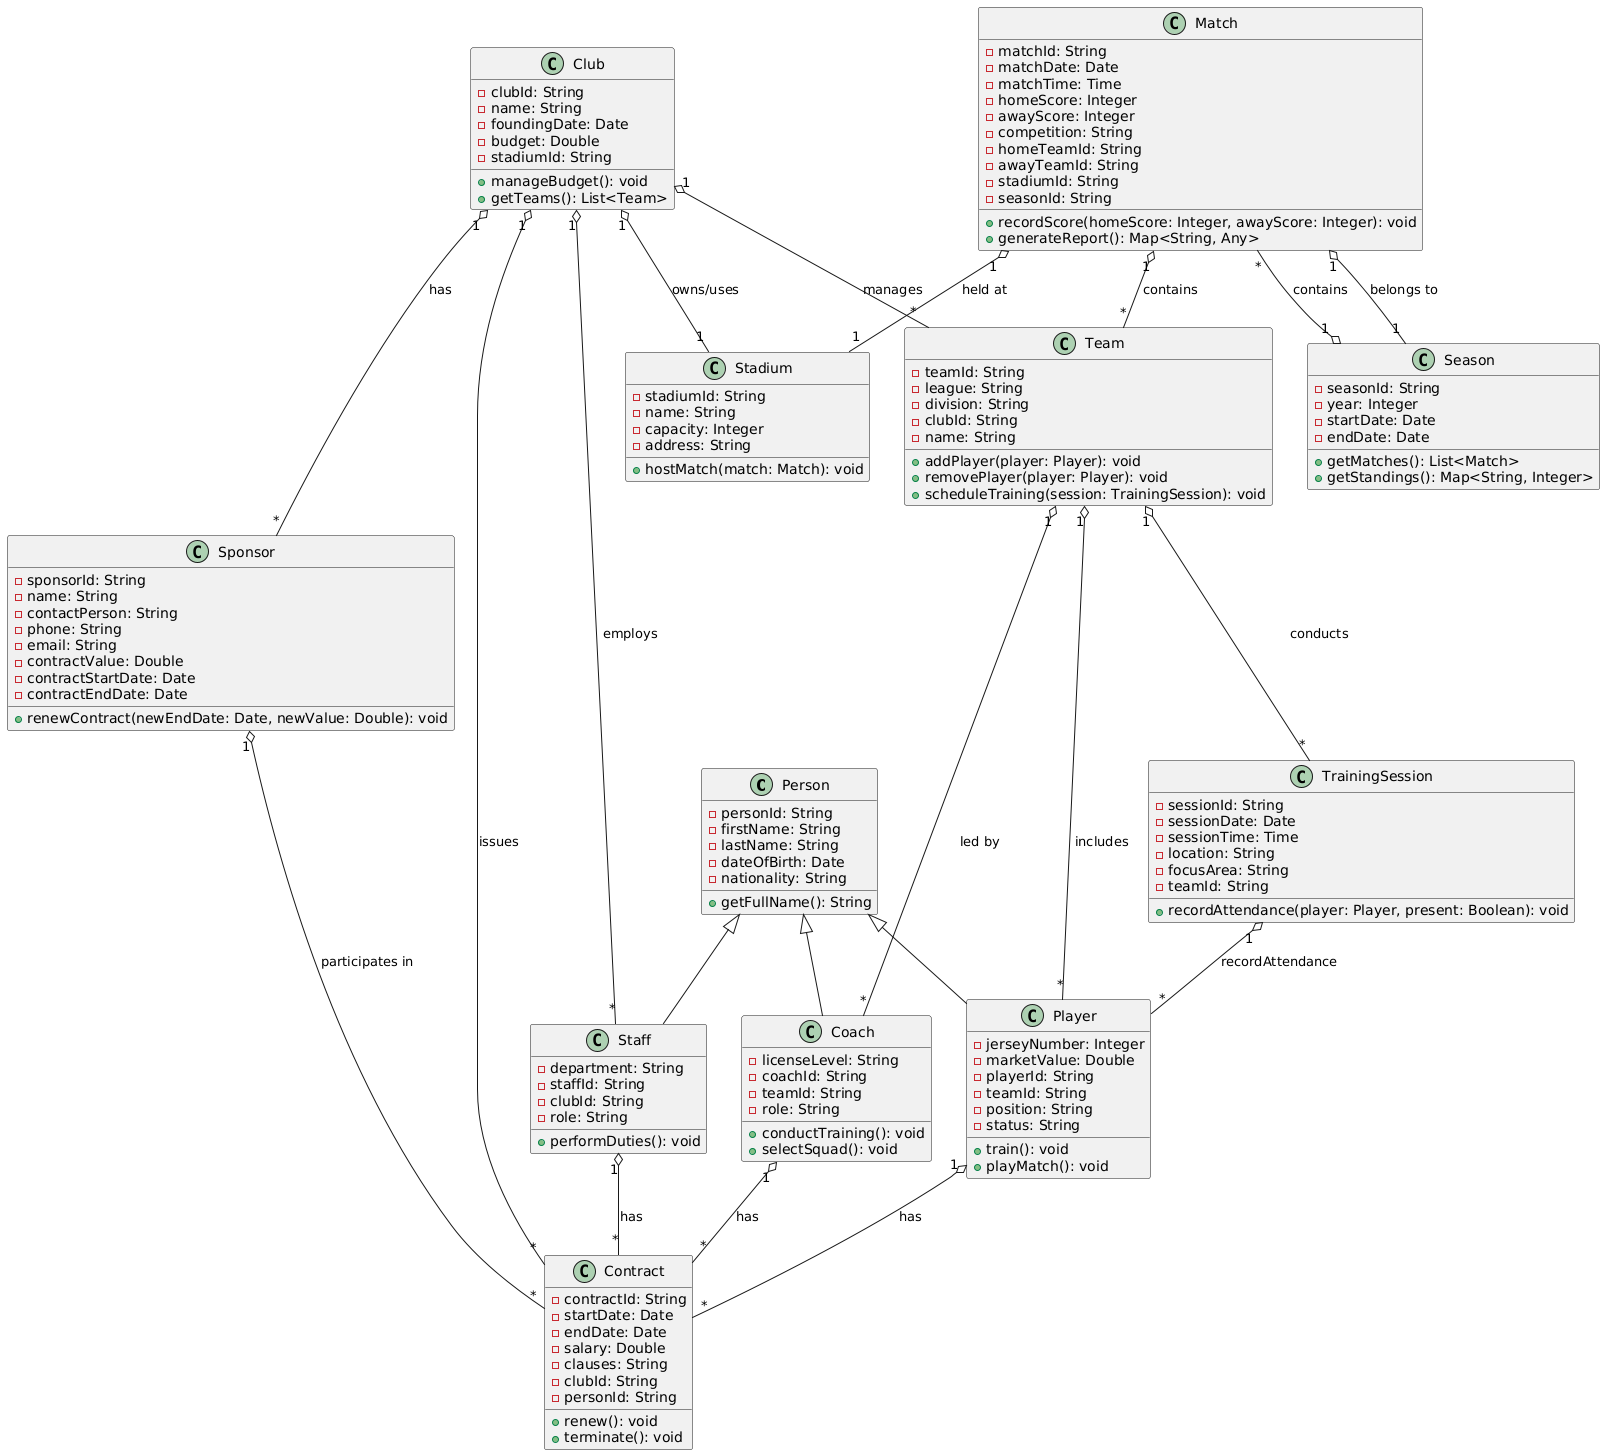 C Club
clubId: String
name: String
foundingDate: Date
budget: Double
stadiumId: String
manageBudget(): void
getTeams(): List<Team>
C Match
matchId: String
matchDate: Date
matchTime: Time
homeScore: Integer
awayScore: Integer
competition: String
homeTeamId: String
awayTeamId: String
stadiumId: String
seasonId: String
recordScore(homeScore: Integer, awayScore: Integer): void
generateReport(): Map<String, Any>
1
1
1
1
1
1
1
*
1
has
owns/uses
manages
held at
contains
contains
belongs to
1
1
*
*
1
1
C Stadium
stadiumId: String
name: String
capacity: Integer
address: String
hostMatch(match: Match): void
C Team
teamId: String
league: String
division: String
clubId: String
name: String
addPlayer(player: Player): void
removePlayer(player: Player): void
scheduleTraining(session: TrainingSession): void
C Season
seasonId: String
year: Integer
startDate: Date
endDate: Date
getMatches(): List<Match>
getStandings(): Map<String, Integer>
*
1
1
1
C Sponsor
sponsorId: String
name: String
contactPerson: String
phone: String
email: String
contractValue: Double
contractStartDate: Date
contractEndDate: Date
renewContract(newEndDate: Date, newValue: Double): void
employs
conducts
1
*
C Person
personId: String
firstName: String
lastName: String
dateOfBirth: Date
nationality: String
getFullName(): String
C TrainingSession
sessionId: String
sessionDate: Date
sessionTime: Time
location: String
focusArea: String
teamId: String
recordAttendance(player: Player, present: Boolean): void
issues
led by
includes
1
participates in
recordAttendance
*
*
*
*
C Staff
department: String
staffId: String
clubId: String
role: String
performDuties(): void
C Coach
licenseLevel: String
coachId: String
teamId: String
role: String
conductTraining(): void
selectSquad(): void
C Player
jerseyNumber: Integer
marketValue: Double
playerId: String
teamId: String
position: String
status: String
train(): void
playMatch(): void
1
1
1
has
has
has
*
*
*
*
*
C Contract
contractId: String
startDate: Date
endDate: Date
salary: Double
clauses: String
clubId: String
personId: String
renew(): void
terminate(): void